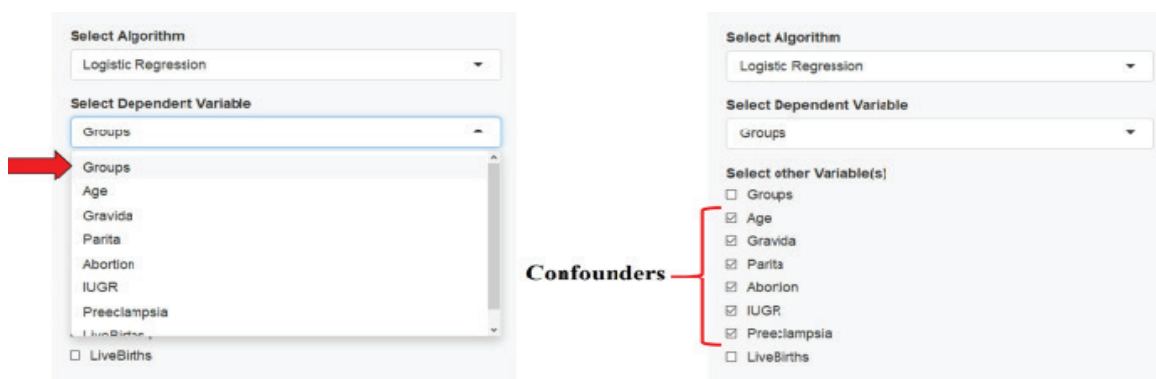 Select Algorithm
Logistic Regression
Select Dependent Variable
Groups
Groups
Age
Gravida
Parita
Abortion
IUGR
Preeclampsia
LiveBirths
Confounders
Select Algorithm
Logistic Regression
Select Dependent Variable
Groups
Select other Variable(s)
Groups
Age
Gravida
Parita
Abortion
IUGR
Preeclampsia
LiveBirths